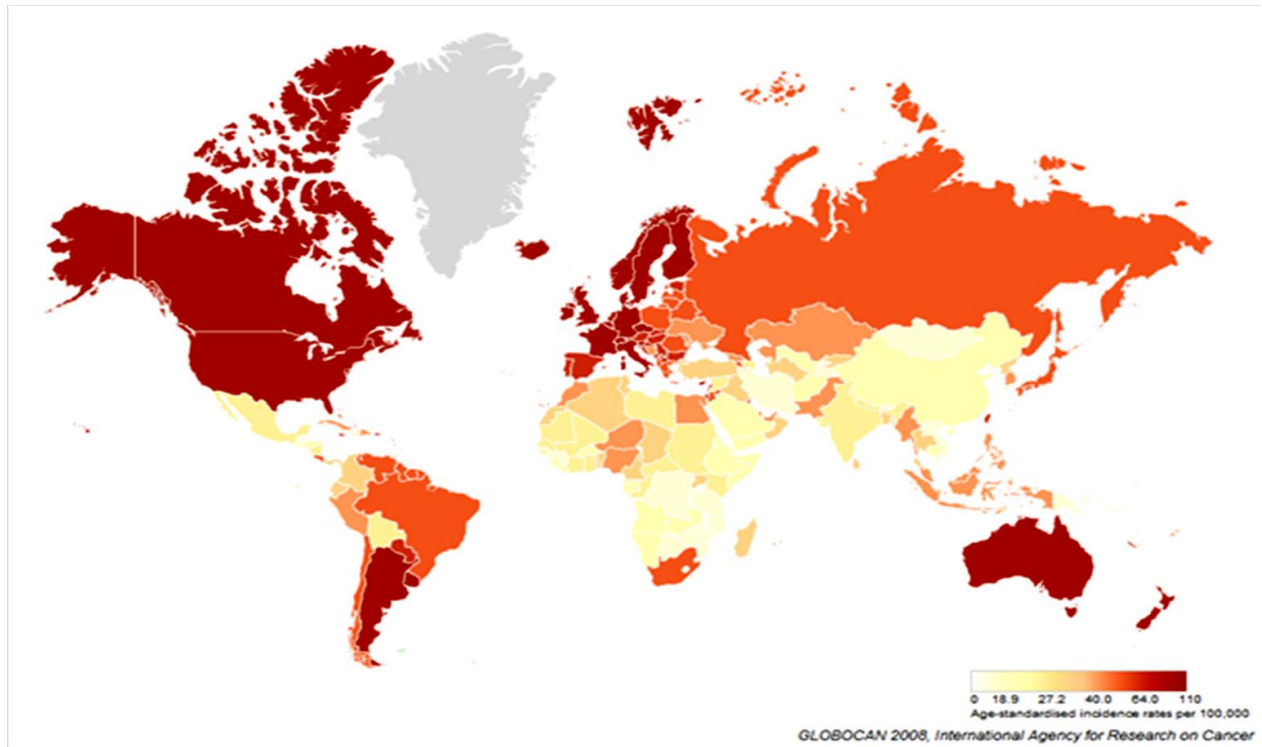 0 18.9 27.2 40.0 64.0 110
Age-standardised incidence rates per 100,000
GLOBOCAN 2008, International Agency for Research on Cancer